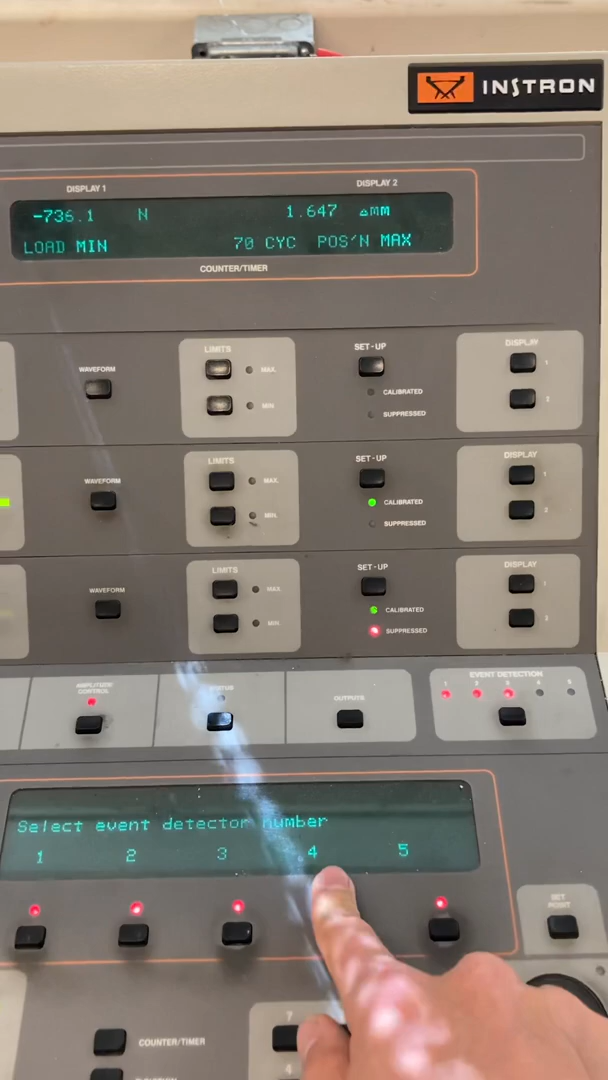 INSTRON
DISPLAY 1
DISPLAY 2
-736.1 N 1.647 △MM
LOAD MIN 70 CYC POS'N MAX
COUNTER/TIMER
WAVEFORM
LIMITS
MAX.
MIN.
SET-UP
CALIBRATED
SUPPRESSED
DISPLAY
1
2
WAVEFORM
LIMITS
MAX.
MIN.
SET-UP
CALIBRATED
SUPPRESSED
DISPLAY
1
2
WAVEFORM
LIMITS
MAX.
MIN.
SET-UP
CALIBRATED
SUPPRESSED
DISPLAY
1
2
AMPLITUDE
CONTROL
OUTPUTS
EVENT DETECTION
1 2 3 4 5
Select event detector number
1 2 3 4 5
SET
POINT
COUNTER/TIMER
7
4